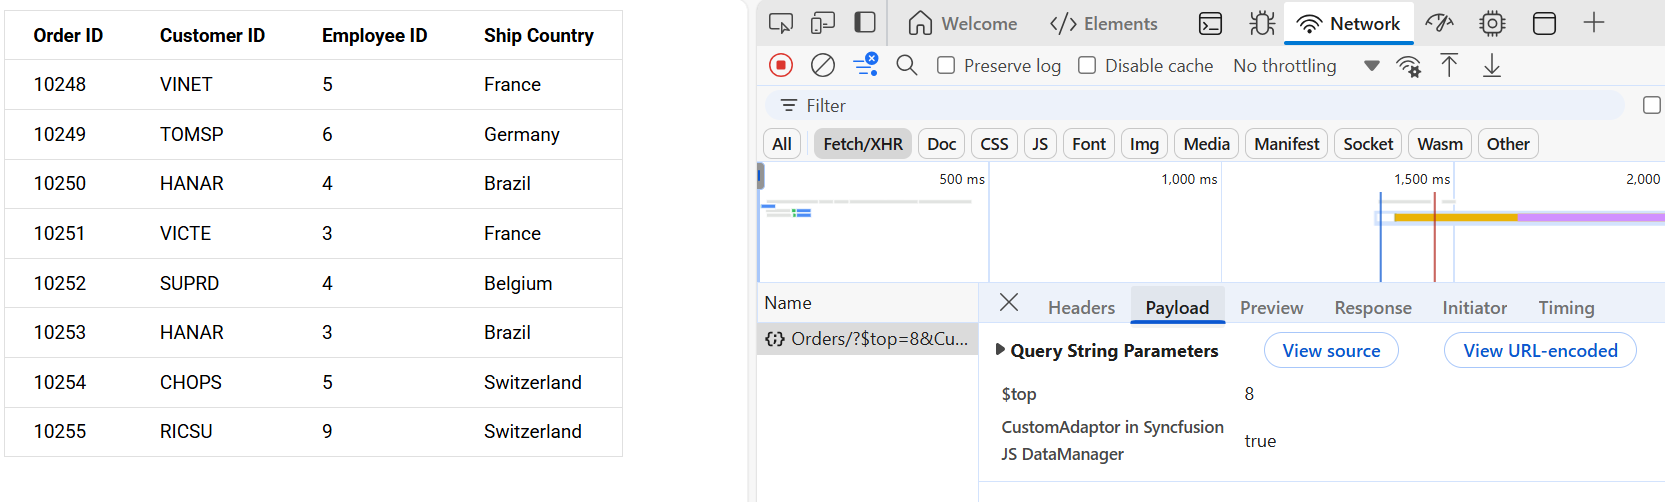 Order ID Customer ID Employee ID Ship Country
10248 VINET 5 France
10249 TOMSP 6 Germany
10250 HANAR 4 Brazil
10251 VICTE 3 France
10252 SUPRD 4 Belgium
10253 HANAR 3 Brazil
10254 CHOPS 5 Switzerland
10255 RICSU 9 Switzerland
Welcome Elements Network
Preserve log Disable cache No throttling
Filter
All Fetch/XHR Doc CSS JS Font Img Media Manifest Socket Wasm Other
500 ms 1,000 ms 1,500 ms 2,000
Name Headers Payload Preview Response Initiator Timing
Orders/?$top=8&Cu...
Query String Parameters View source View URL-encoded
$top 8
CustomAdaptor in Syncfusion
JS DataManager true